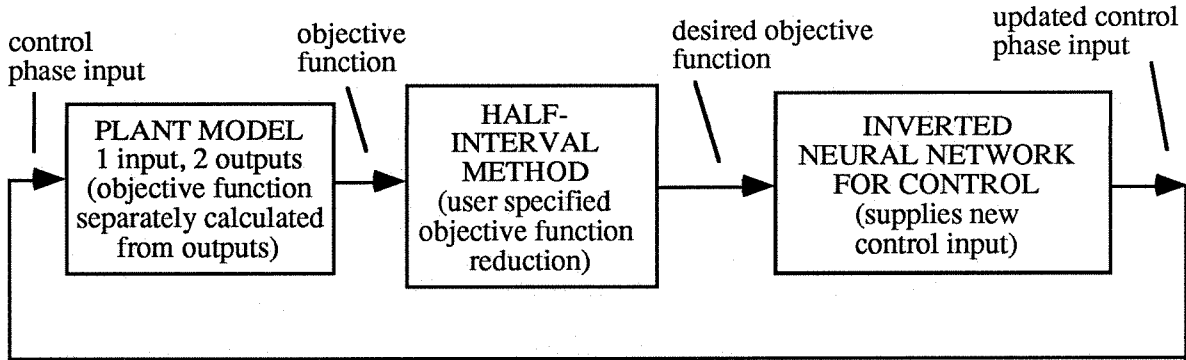 control
phase input
objective
function
desired objective
function
updated control
phase input
PLANT MODEL
1 input, 2 outputs
(objective function
separately calculated
from outputs)
HALF-
INTERVAL
METHOD
(user specified
objective function
reduction)
INVERTED
NEURAL NETWORK
FOR CONTROL
(supplies new
control input)